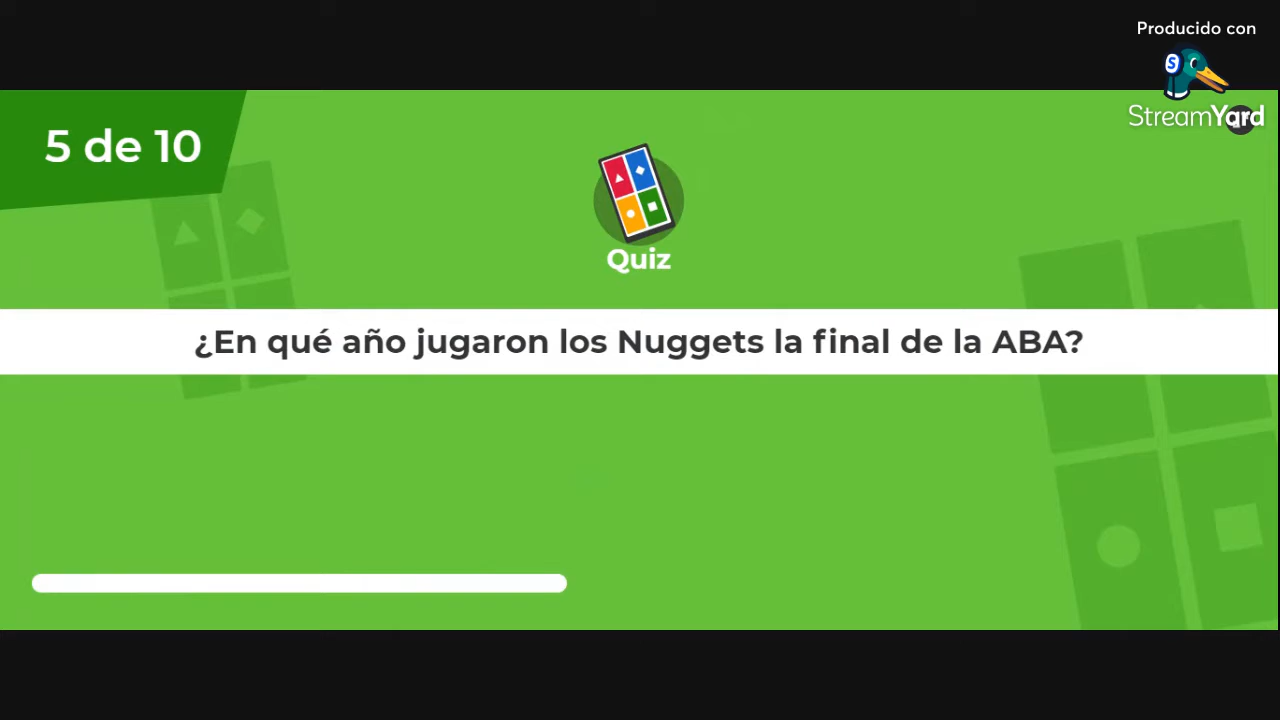 Producido con
StreamYard
5 de 10
Quiz
¿En qué año jugaron los Nuggets la final de la ABA?